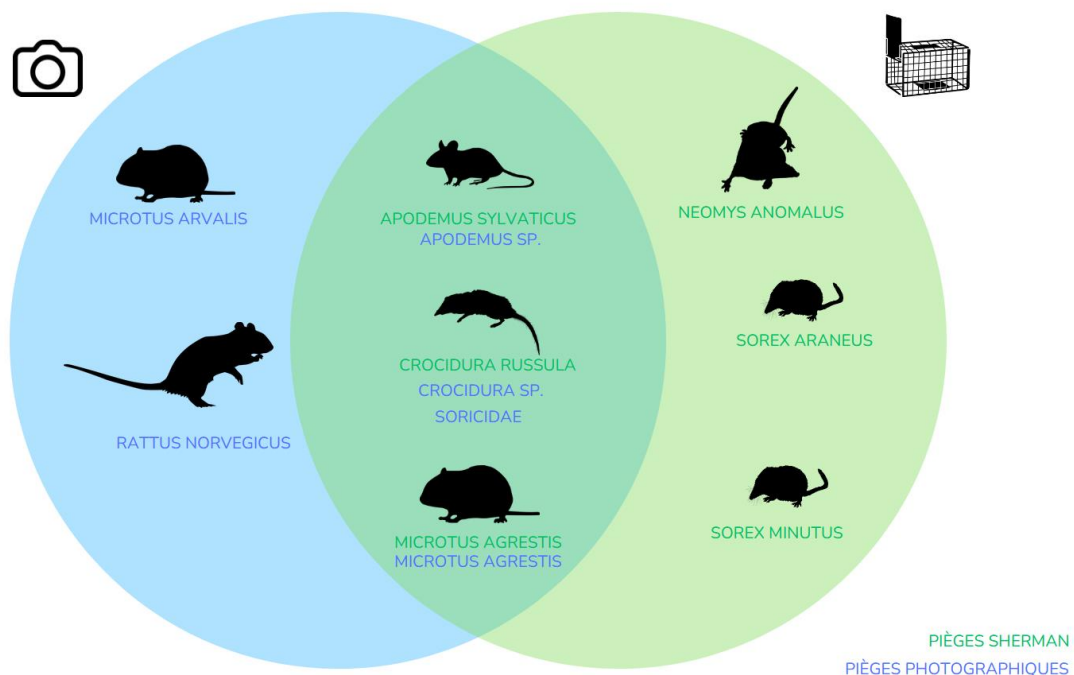 MICROTUS ARVALIS
RATTUS NORVEGICUS
APODEMUS SYLVATICUS
APODEMUS SP.
CROCIDURA RUSSULA
CROCIDURA SP.
SORICIDAE
MICROTUS AGRESTIS
MICROTUS AGRESTIS
NEOMYS ANOMALUS
SOREX ARANEUS
SOREX MINUTUS
PIÈGES SHERMAN
PIÈGES PHOTOGRAPHIQUES